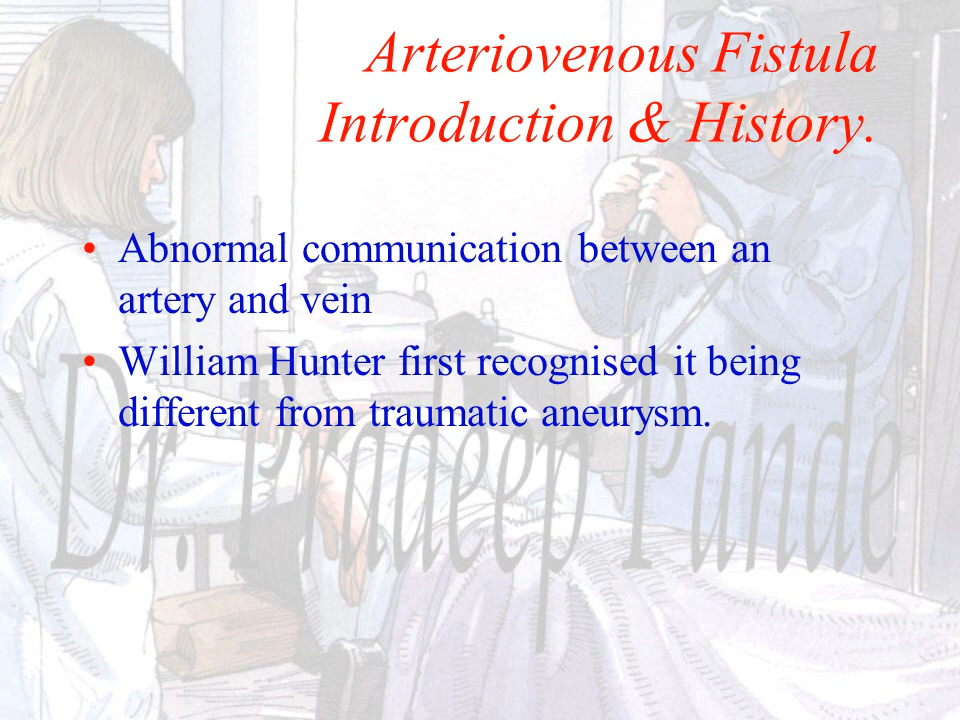 Arteriovenous Fistula
Introduction & History.
• Abnormal communication between an
artery and vein
• William Hunter first recognised it being
different from traumatic aneurysm.
Dr. Pradeep Pande